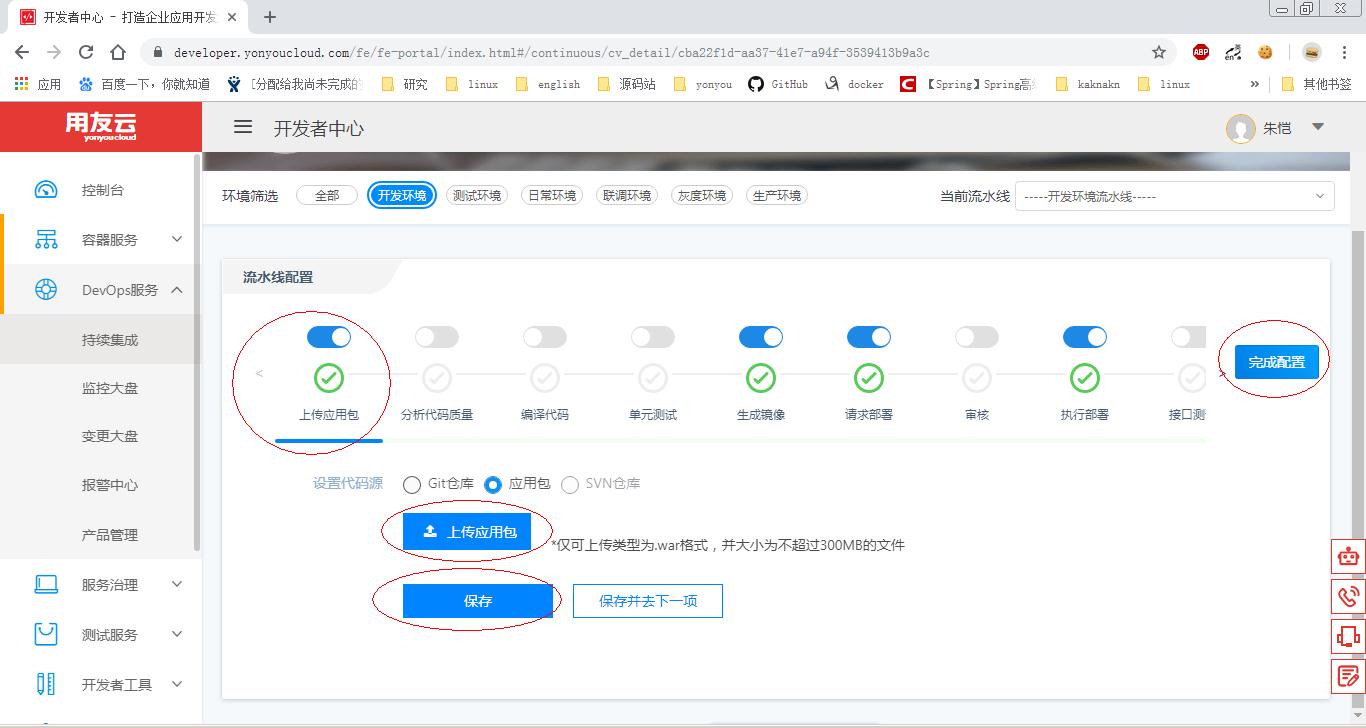 开发者中心 - 打造企业应用开发
developer.yonyoucloud.com/fe/fe-portal/index.html#/continuous/cv_detail/cba22f1d-aa37-41e7-a94f-3539413b9a3c
ABP
en
应用 百度一下,你就知道 [分配给我尚未完成的 研究 linux english 源码站 yonyou GitHub docker 【Spring】Spring高 kaknakn linux » 其他书签
用友云
yonyoucloud
开发者中心
朱恺
控制台
容器服务
DevOps服务
持续集成
监控大盘
变更大盘
报警中心
产品管理
服务治理
测试服务
开发者工具
环境筛选 全部 开发环境 测试环境 日常环境 联调环境 灰度环境 生产环境 当前流水线 -----开发环境流水线-----
流水线配置
< > 完成配置
上传应用包 分析代码质量 编译代码 单元测试 生成镜像 请求部署 审核 执行部署 接口测
设置代码源 Git仓库 应用包 SVN仓库
上传应用包 *仅可上传类型为.war格式，并大小为不超过300MB的文件
保存 保存并去下一项